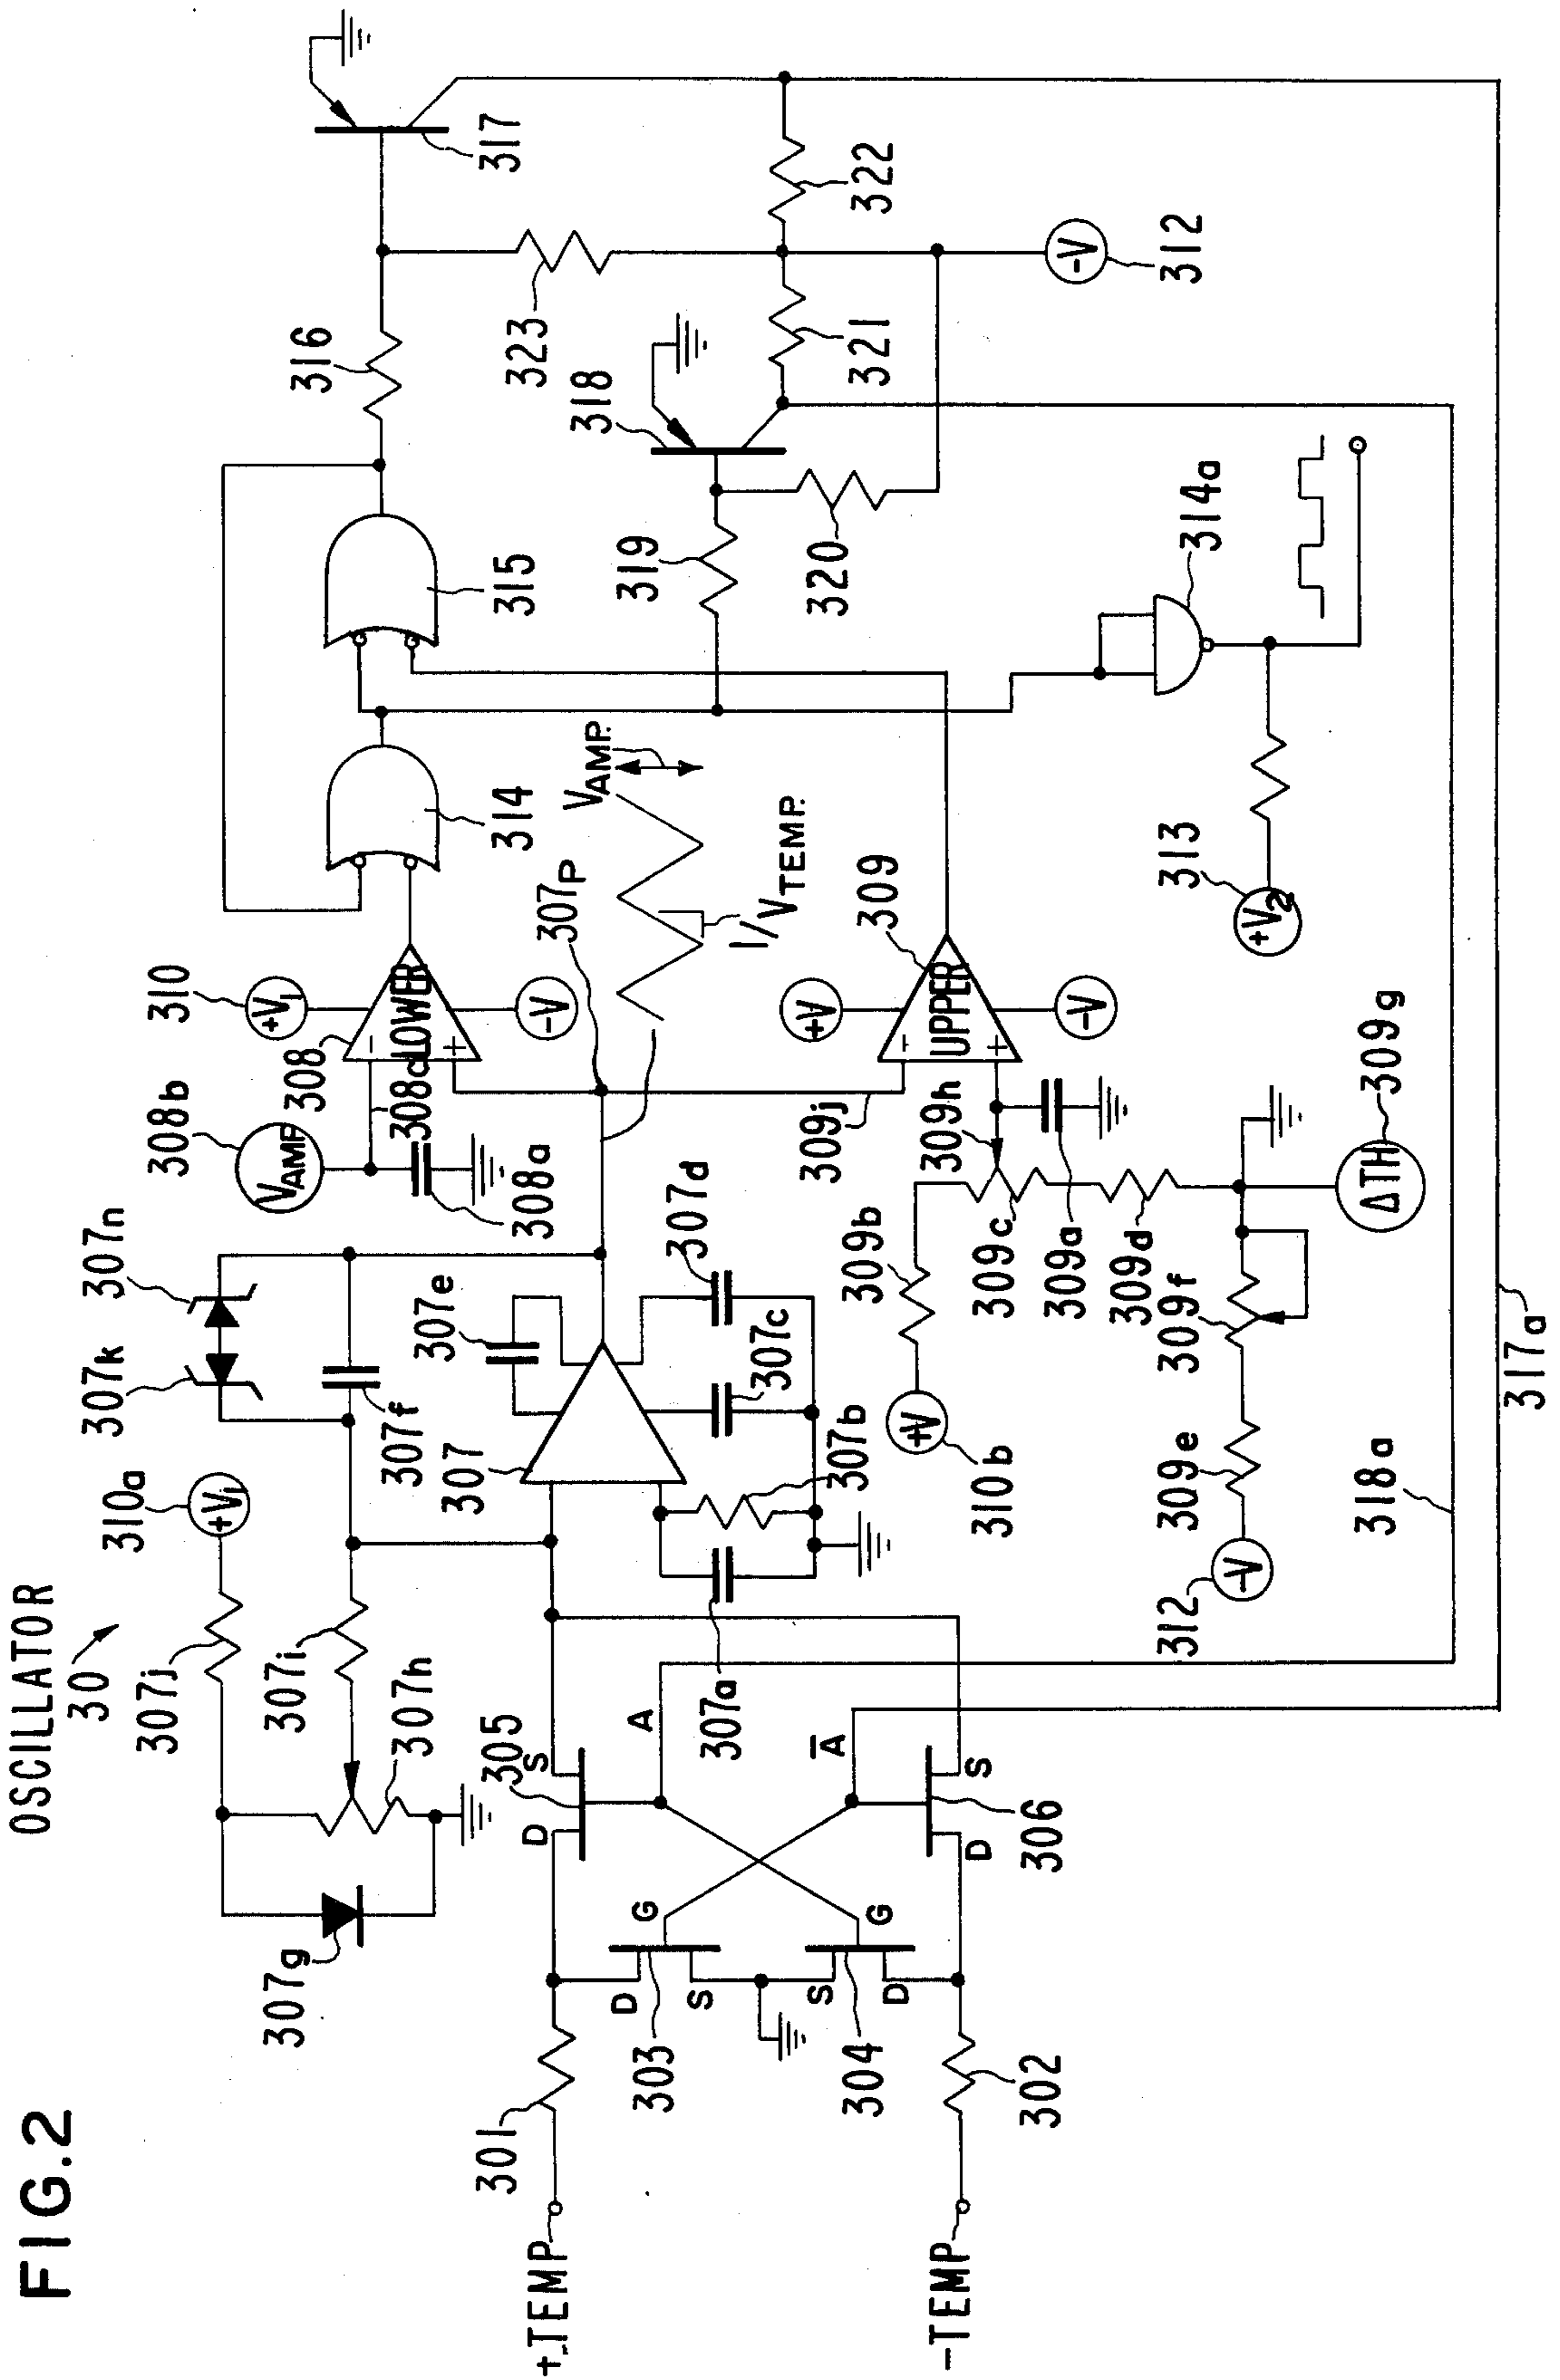 FIG.2
OSCILLATOR
30
307j
310a
+V₁
307k
307n
308b
VAMP
310
+V₁
307g
307i
307h
307f
307
307e
308
308c
308a
LOWER
−
+
−V
314
315
316
317
301
+TEMP
305
D
S
A
307a
307b
307c
307d
307P
VAMP.
1/VTEMP.
318
319
320
323
321
322
312
−V
303
D
G
S
304
S
G
D
A̅
306
D
S
302
−TEMP
310b
+V
309b
309c
309h
309a
309j
309d
+V
−
UPPER
+
−V
309
312
−V
309e
309f
ΔTH
309g
313
+V2
314a
318a
317a